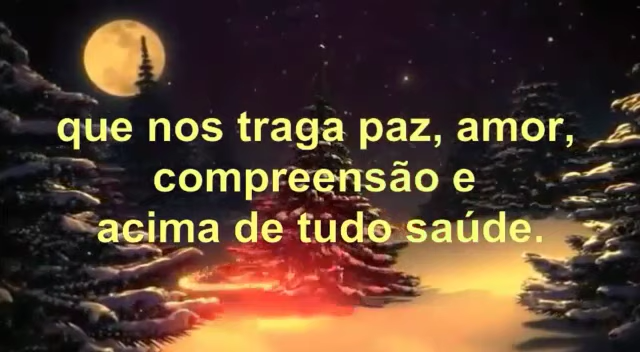 que nos traga paz, amor,
compreensão e
acima de tudo saúde.